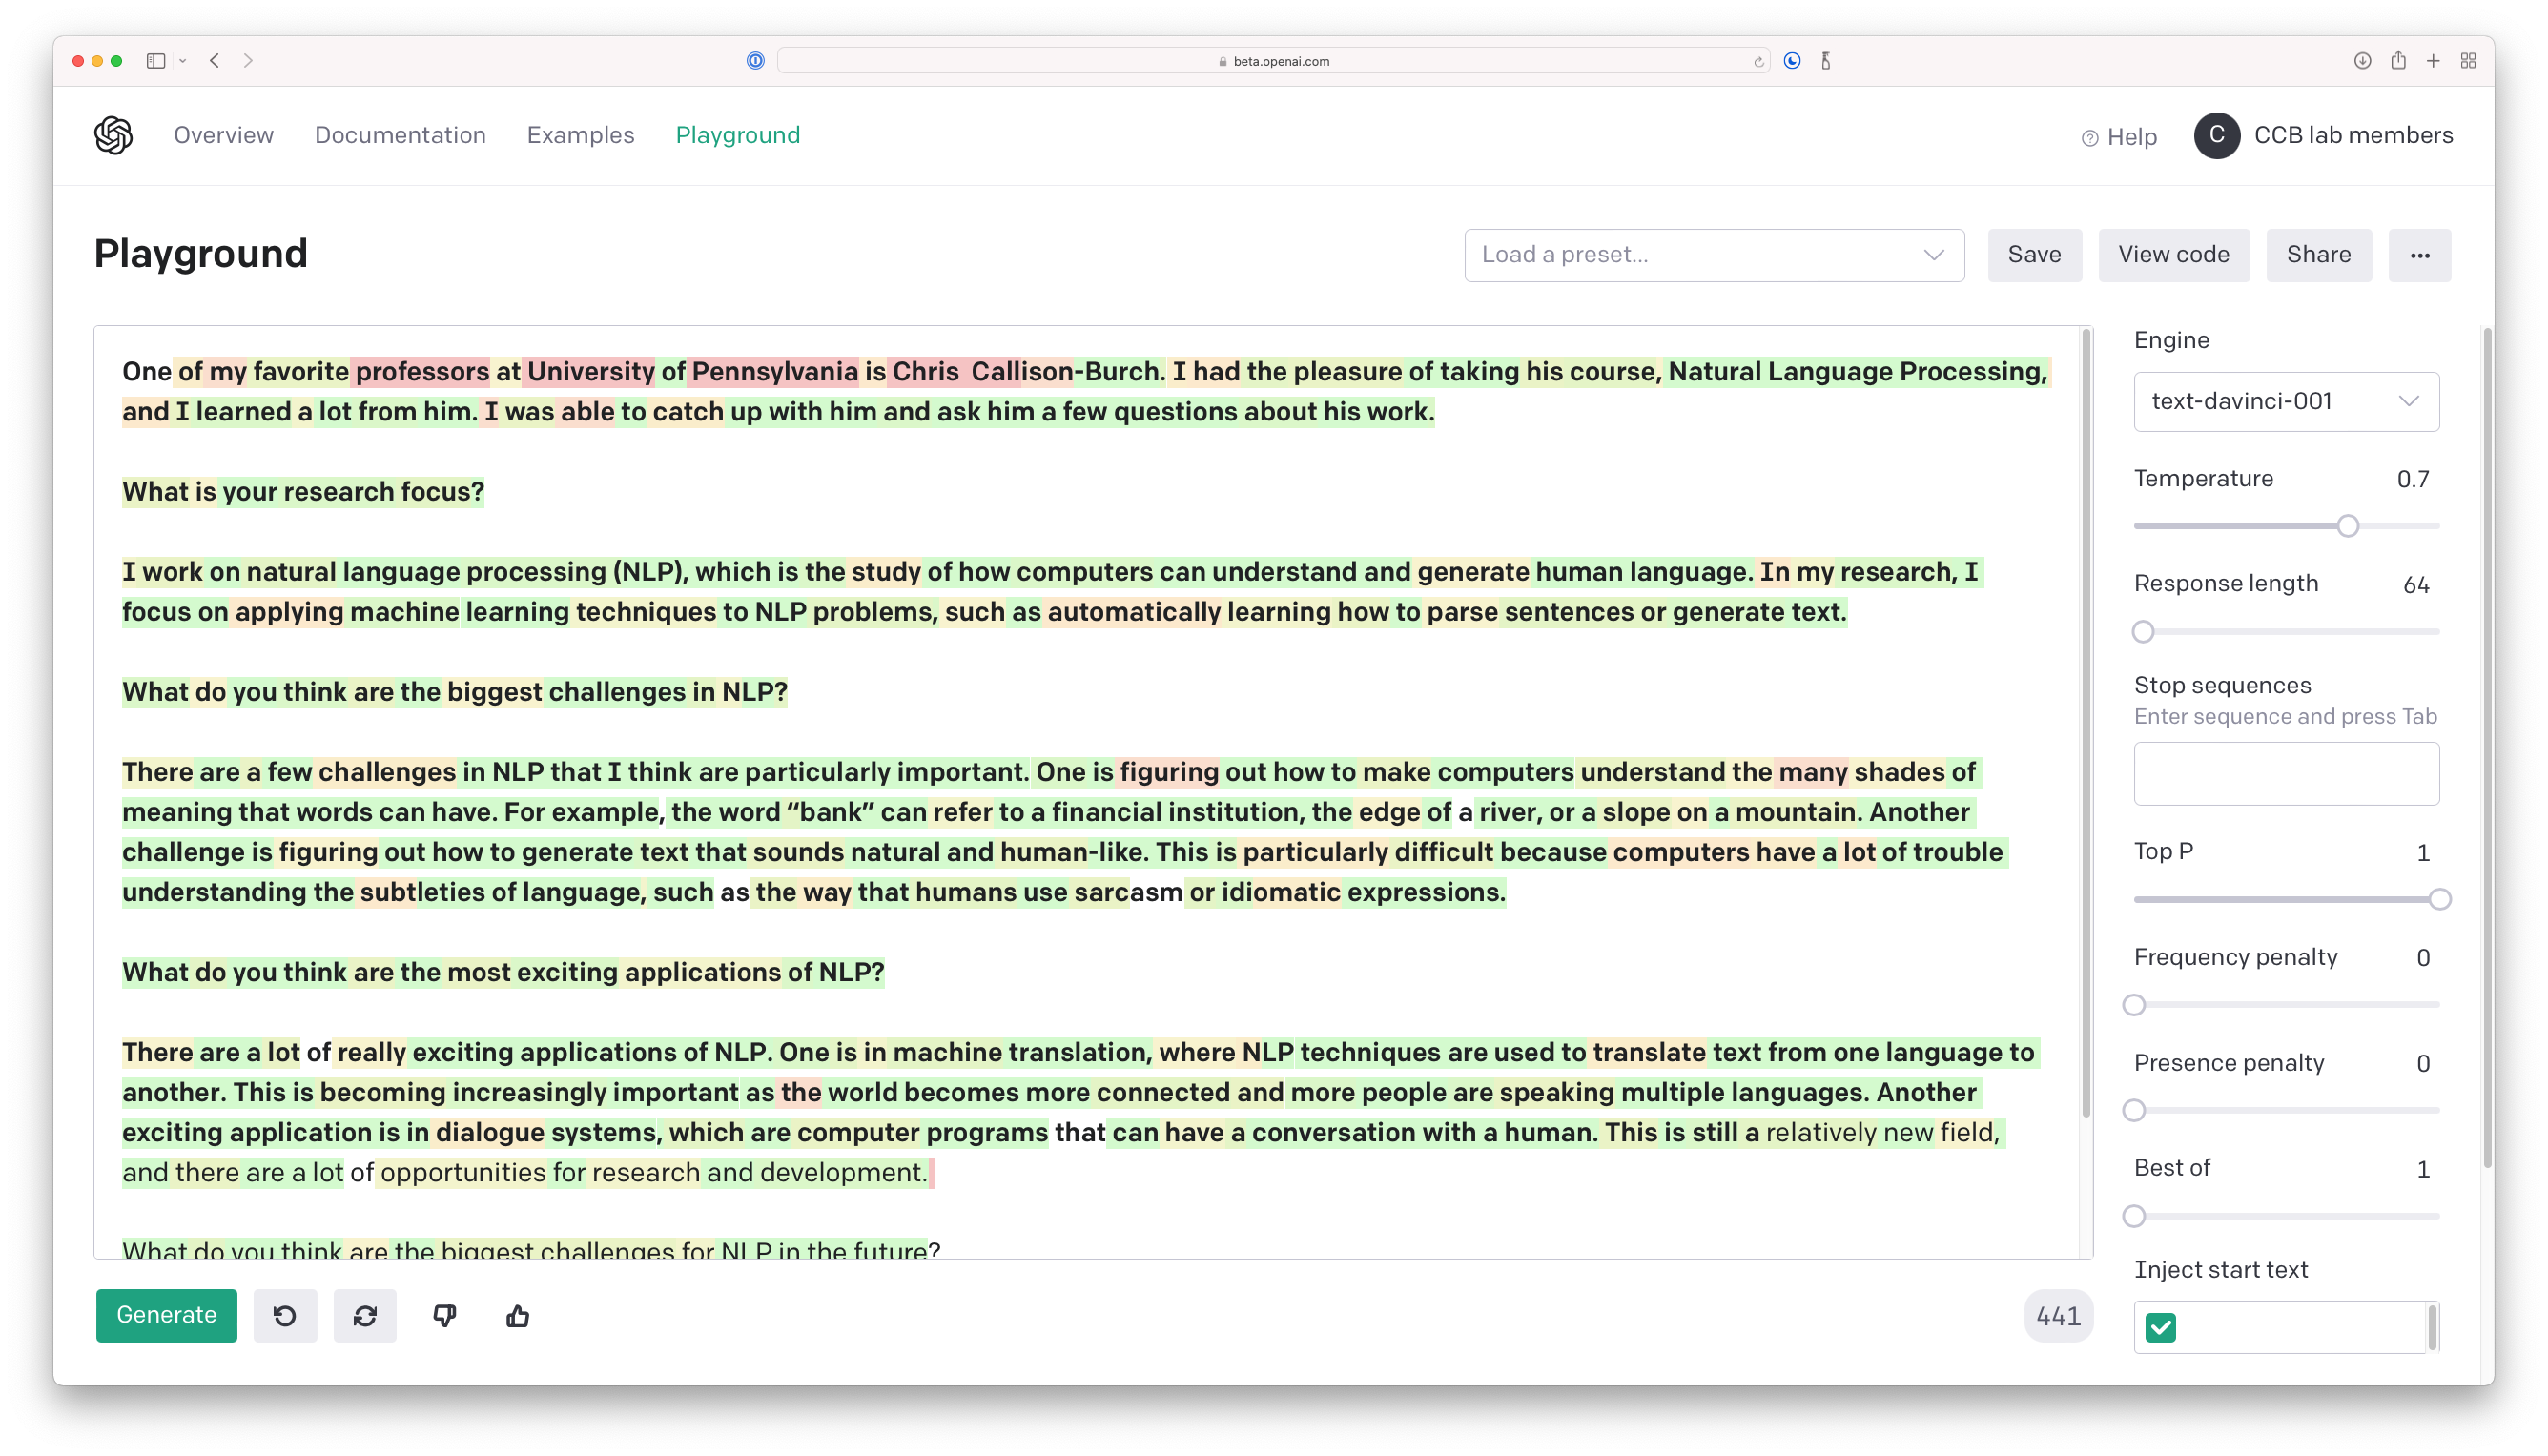 beta.openai.com
Overview Documentation Examples Playground Help C CCB lab members
Playground Load a preset... Save View code Share ...
One of my favorite professors at University of Pennsylvania is Chris  Callison-Burch. I had the pleasure of taking his course, Natural Language Processing,
and I learned a lot from him. I was able to catch up with him and ask him a few questions about his work.
What is your research focus?
I work on natural language processing (NLP), which is the study of how computers can understand and generate human language. In my research, I
focus on applying machine learning techniques to NLP problems, such as automatically learning how to parse sentences or generate text.
What do you think are the biggest challenges in NLP?
There are a few challenges in NLP that I think are particularly important. One is figuring out how to make computers understand the many shades of
meaning that words can have. For example, the word “bank” can refer to a financial institution, the edge of a river, or a slope on a mountain. Another
challenge is figuring out how to generate text that sounds natural and human-like. This is particularly difficult because computers have a lot of trouble
understanding the subtleties of language, such as the way that humans use sarcasm or idiomatic expressions.
What do you think are the most exciting applications of NLP?
There are a lot of really exciting applications of NLP. One is in machine translation, where NLP techniques are used to translate text from one language to
another. This is becoming increasingly important as the world becomes more connected and more people are speaking multiple languages. Another
exciting application is in dialogue systems, which are computer programs that can have a conversation with a human. This is still a relatively new field,
and there are a lot of opportunities for research and development.
What do you think are the biggest challenges for NLP in the future?
Generate 441
Engine
text-davinci-001
Temperature 0.7
Response length 64
Stop sequences
Enter sequence and press Tab
Top P 1
Frequency penalty 0
Presence penalty 0
Best of 1
Inject start text